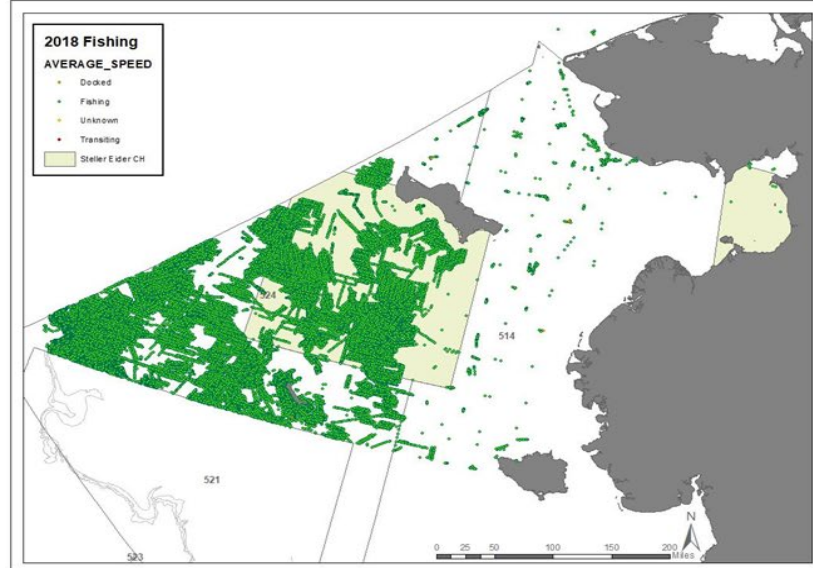 2018 Fishing
AVERAGE_SPEED
Docked
Fishing
Unknown
Transiting
Steller Eider CH
524
514
521
523
N
0 25 50 100 150 200
Miles